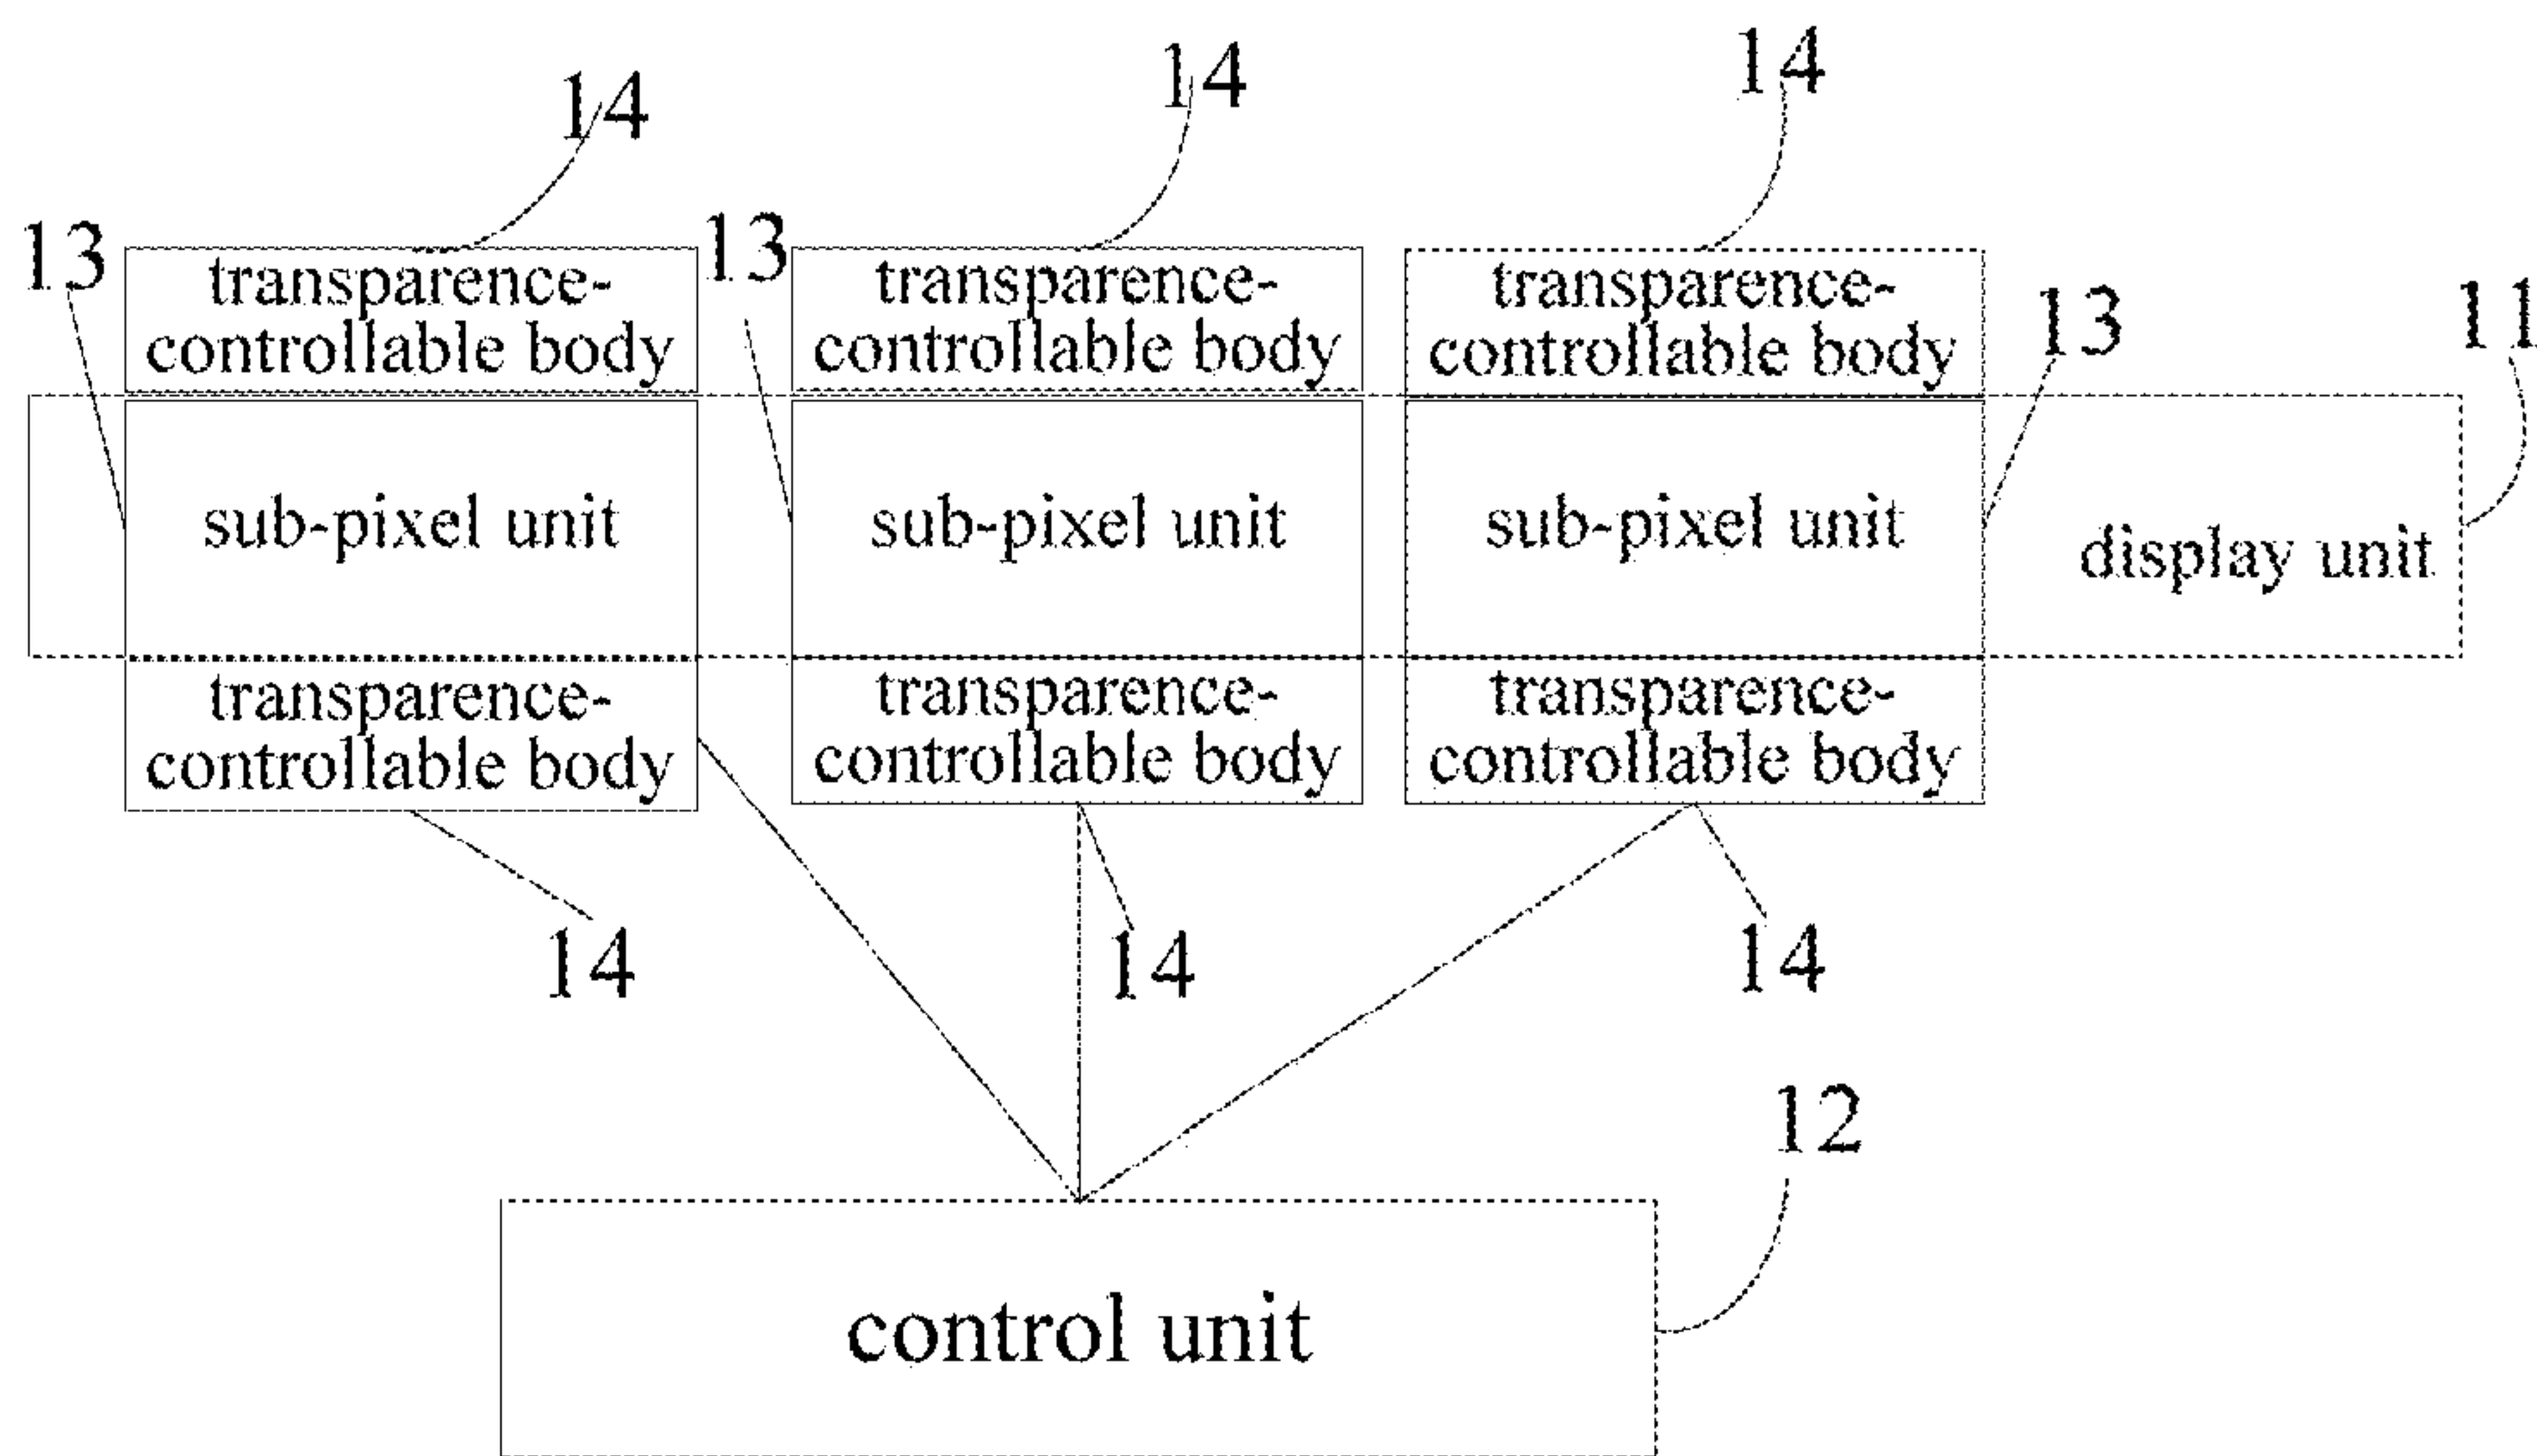 14
14
14
13
13
transparence-
controllable body
transparence-
controllable body
transparence-
controllable body
13
11
sub-pixel unit
sub-pixel unit
sub-pixel unit
display unit
transparence-
controllable body
transparence-
controllable body
transparence-
controllable body
14
14
14
12
control unit